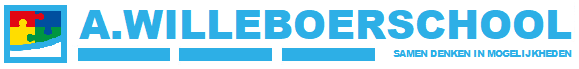 A.WILLEBOERSCHOOL
SAMEN DENKEN IN MOGELIJKHEDEN